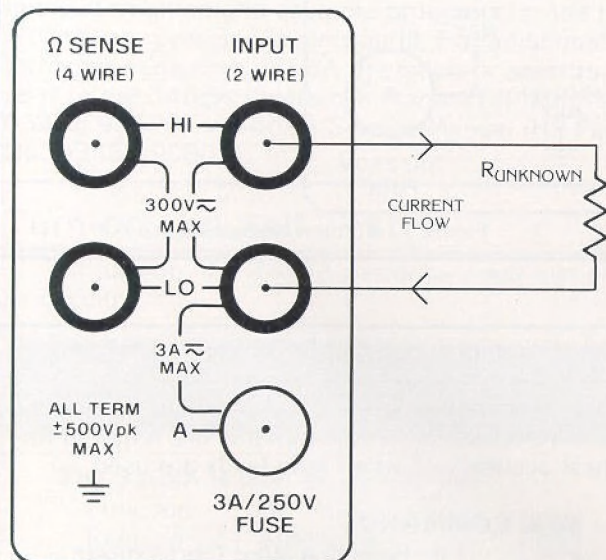 Ω SENSE
(4 WIRE)
INPUT
(2 WIRE)
HI
300V⎓
MAX
LO
3A⎓
MAX
ALL TERM
±500Vpk
MAX
A
3A/250V
FUSE
CURRENT
FLOW
RUNKNOWN